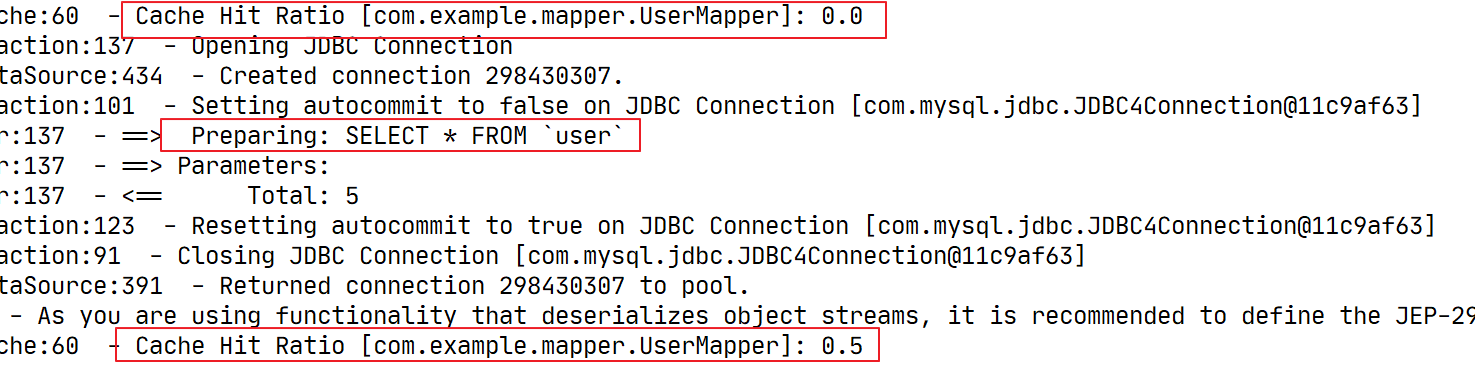 che:60  - Cache Hit Ratio [com.example.mapper.UserMapper]: 0.0
action:137  - Opening JDBC Connection
taSource:434  - Created connection 298430307.
action:101  - Setting autocommit to false on JDBC Connection [com.mysql.jdbc.JDBC4Connection@11c9af63]
r:137  - ==>  Preparing: SELECT * FROM `user`
r:137  - ==> Parameters:
r:137  - <==      Total: 5
action:123  - Resetting autocommit to true on JDBC Connection [com.mysql.jdbc.JDBC4Connection@11c9af63]
action:91  - Closing JDBC Connection [com.mysql.jdbc.JDBC4Connection@11c9af63]
taSource:391  - Returned connection 298430307 to pool.
- As you are using functionality that deserializes object streams, it is recommended to define the JEP-29
che:60  - Cache Hit Ratio [com.example.mapper.UserMapper]: 0.5